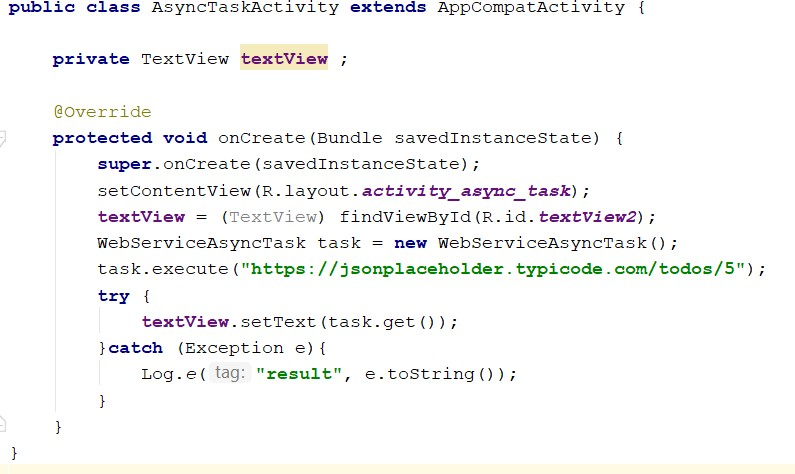 public class AsyncTaskActivity extends AppCompatActivity {
private TextView textView ;
@Override
protected void onCreate(Bundle savedInstanceState) {
super.onCreate(savedInstanceState);
setContentView(R.layout.activity_async_task);
textView = (TextView) findViewById(R.id.textView2);
WebServiceAsyncTask task = new WebServiceAsyncTask();
task.execute("https://jsonplaceholder.typicode.com/todos/5");
try {
textView.setText(task.get());
}catch (Exception e){
Log.e( tag: "result", e.toString());
}
}
}